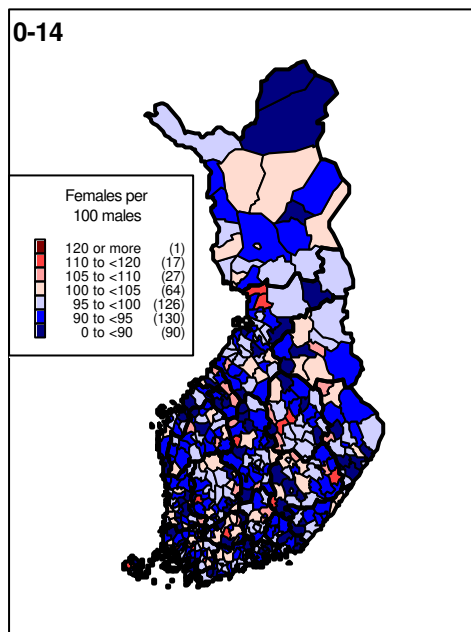 0-14
Females per
100 males
120 or more (1)
110 to <120 (17)
105 to <110 (27)
100 to <105 (64)
95 to <100 (126)
90 to <95 (130)
0 to <90 (90)